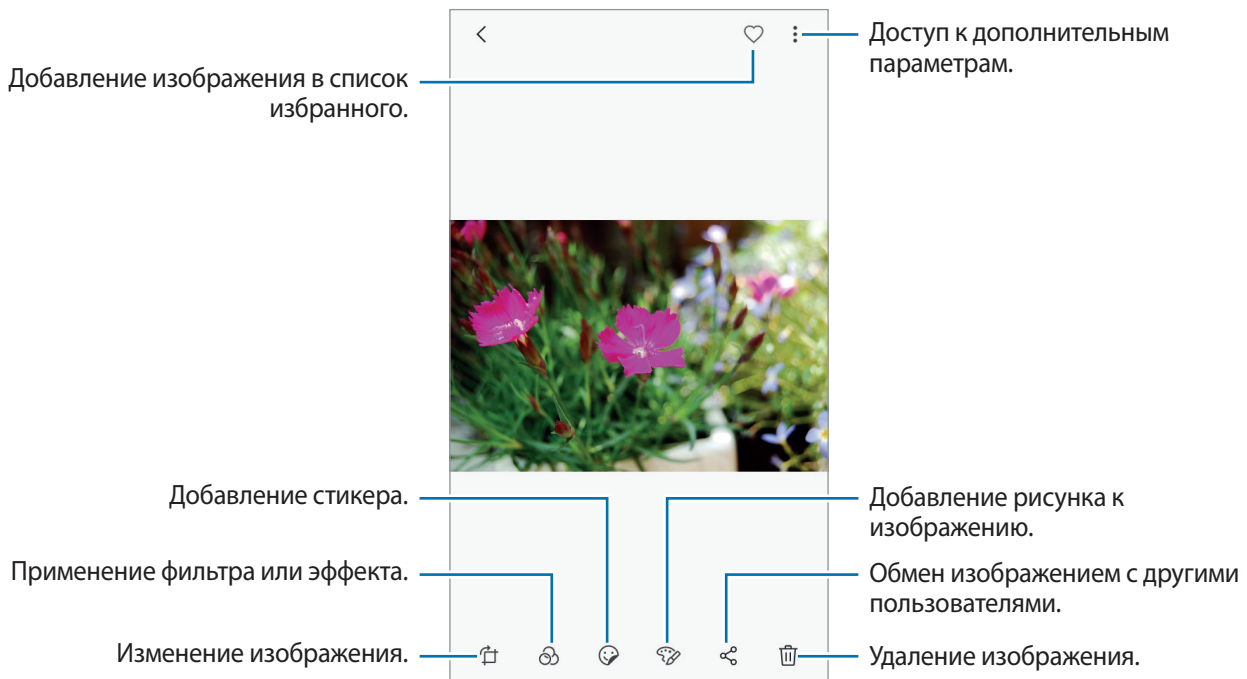 Доступ к дополнительным
параметрам.
Добавление изображения в список
избранного.
Добавление стикера.
Добавление рисунка к
изображению.
Применение фильтра или эффекта.
Обмен изображением с другими
пользователями.
Изменение изображения.
Удаление изображения.